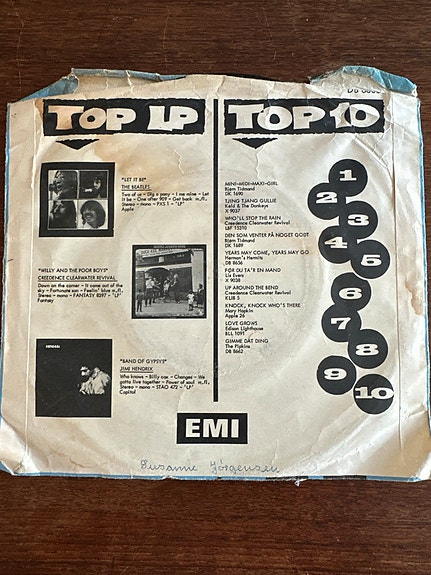 DB 866
TOP LP
"LET IT BE"
THE BEATLES
Two of us – Dig a pony – I me mine – Let
it be – One after 909 – Get back m.fl.
Stereo – mono – PXS 1 – "LP"
Apple
"WILLY AND THE POOR BOYS"
CREEDENCE CLEARWATER REVIVAL
Down on the corner – It came out of the
sky – Fortunate son – Feelin' blue m.fl.
Stereo – mono – FANTASY 8397 – "LP"
Fantasy
"BAND OF GYPSYS"
JIMI HENDRIX
Who knows – Billy cox – Changes – We
gotta live together – Power of soul m.fl.
Stereo – mono – STAO 472 – "LP"
Capitol
TOP 10
MINI-MIDI-MAXI-GIRL
Bjørn Tidmand
DK 1690
TJING TJANG GULLIE
Keld & The Donkeys
X 9037
WHO'LL STOP THE RAIN
Creedence Clearwater Revival
LBF 15310
DEN SOM VENTER PÅ NOGET GODT
Bjørn Tidmand
DK 1689
YEARS MAY COME, YEARS MAY GO
Herman's Hermits
DB 8656
FOR DU TA'R EN MAND
Liv Evera
X 9038
UP AROUND THE BEND
Creedence Clearwater Revival
KLIB 5
KNOCK, KNOCK WHO'S THERE
Mary Hopkin
Apple 26
LOVE GROWS
Edison Lighthouse
BLL 1091
GIMME DAT DING
The Pipkins
DB 8662
1
2
3
4
5
6
7
8
9
10
EMI
Susanne Jørgensen